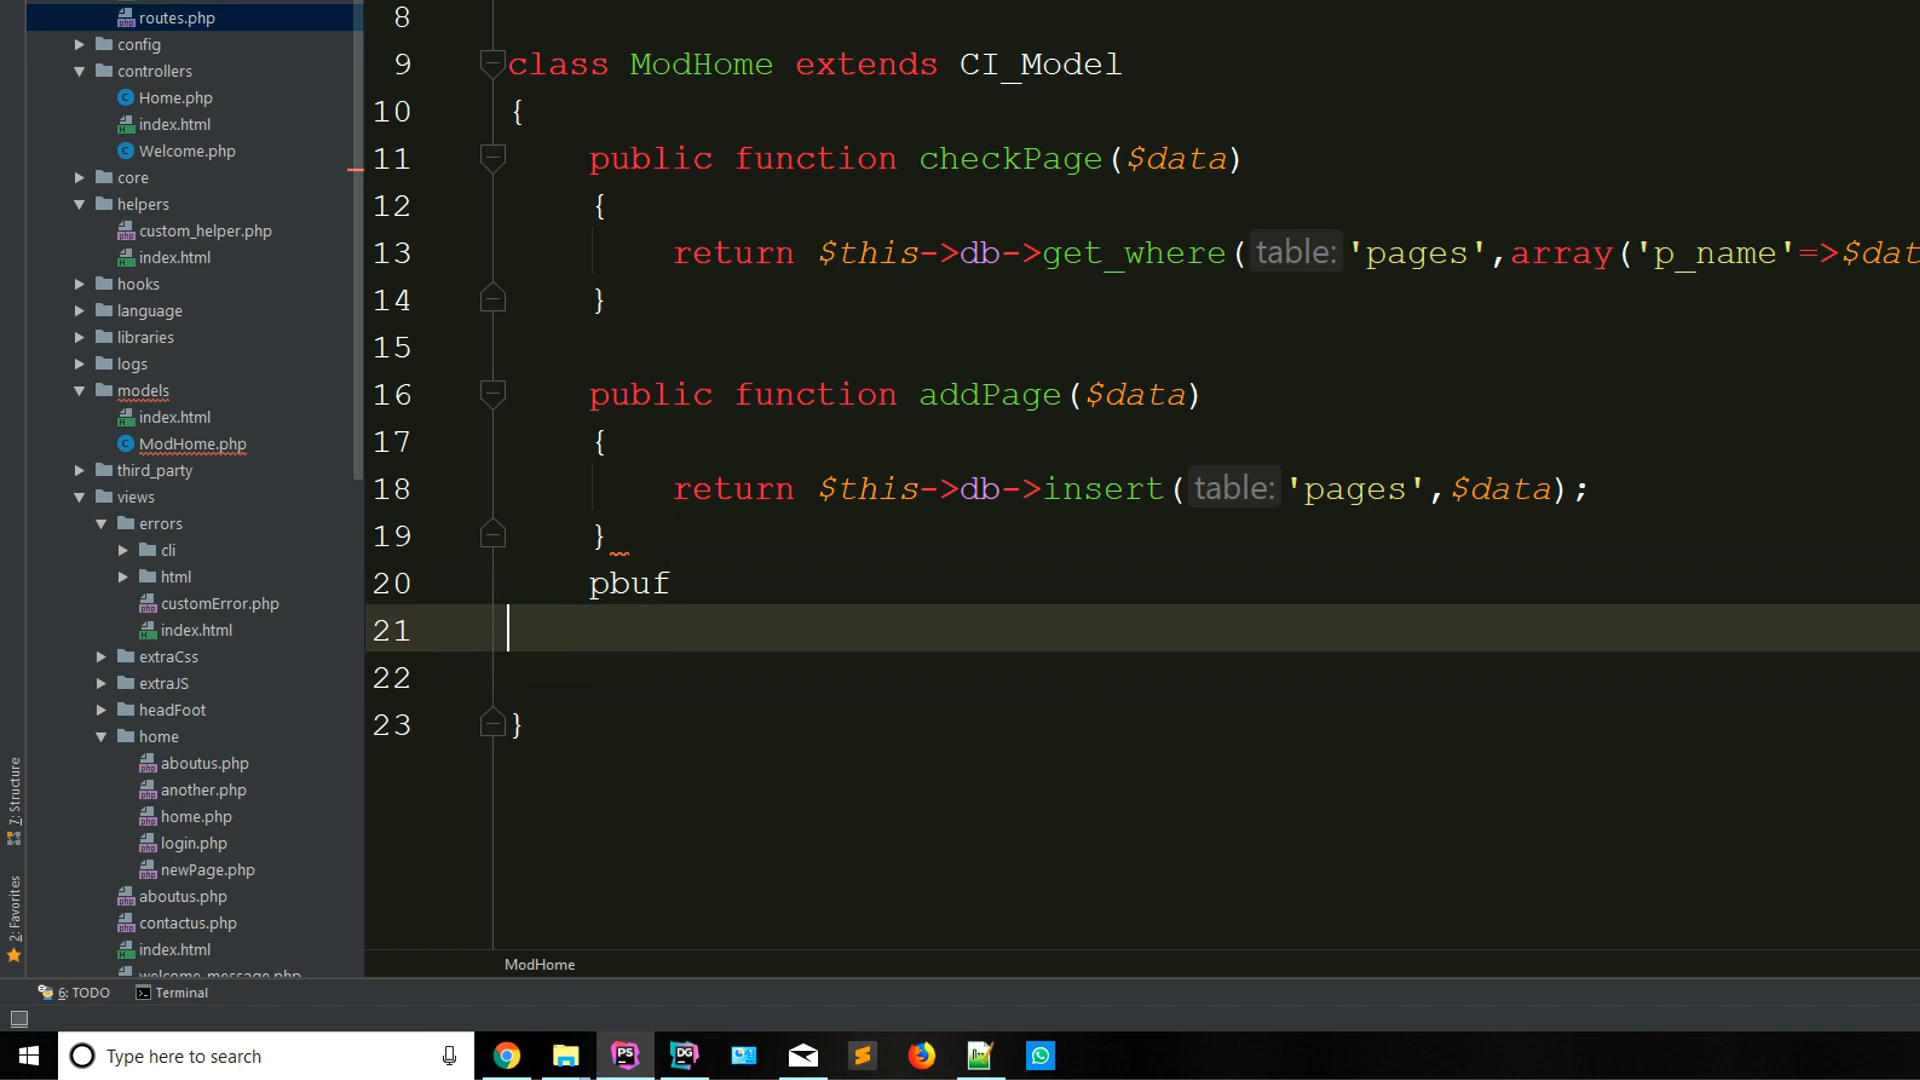 routes.php
config
controllers
Home.php
index.html
Welcome.php
core
helpers
custom_helper.php
index.html
hooks
language
libraries
logs
models
index.html
ModHome.php
third_party
views
errors
cli
html
customError.php
index.html
extraCss
extraJS
headFoot
home
aboutus.php
another.php
home.php
login.php
newPage.php
aboutus.php
contactus.php
index.html
welcome_message.php
7: Structure
2: Favorites
8
9 class ModHome extends CI_Model
10 {
11 public function checkPage($data)
12 {
13 return $this->db->get_where( table: 'pages',array('p_name'=>$dat
14 }
15
16 public function addPage($data)
17 {
18 return $this->db->insert( table: 'pages',$data);
19 }
20 pbuf
21
22
23 }
ModHome
6: TODO Terminal
Type here to search
PS
DG